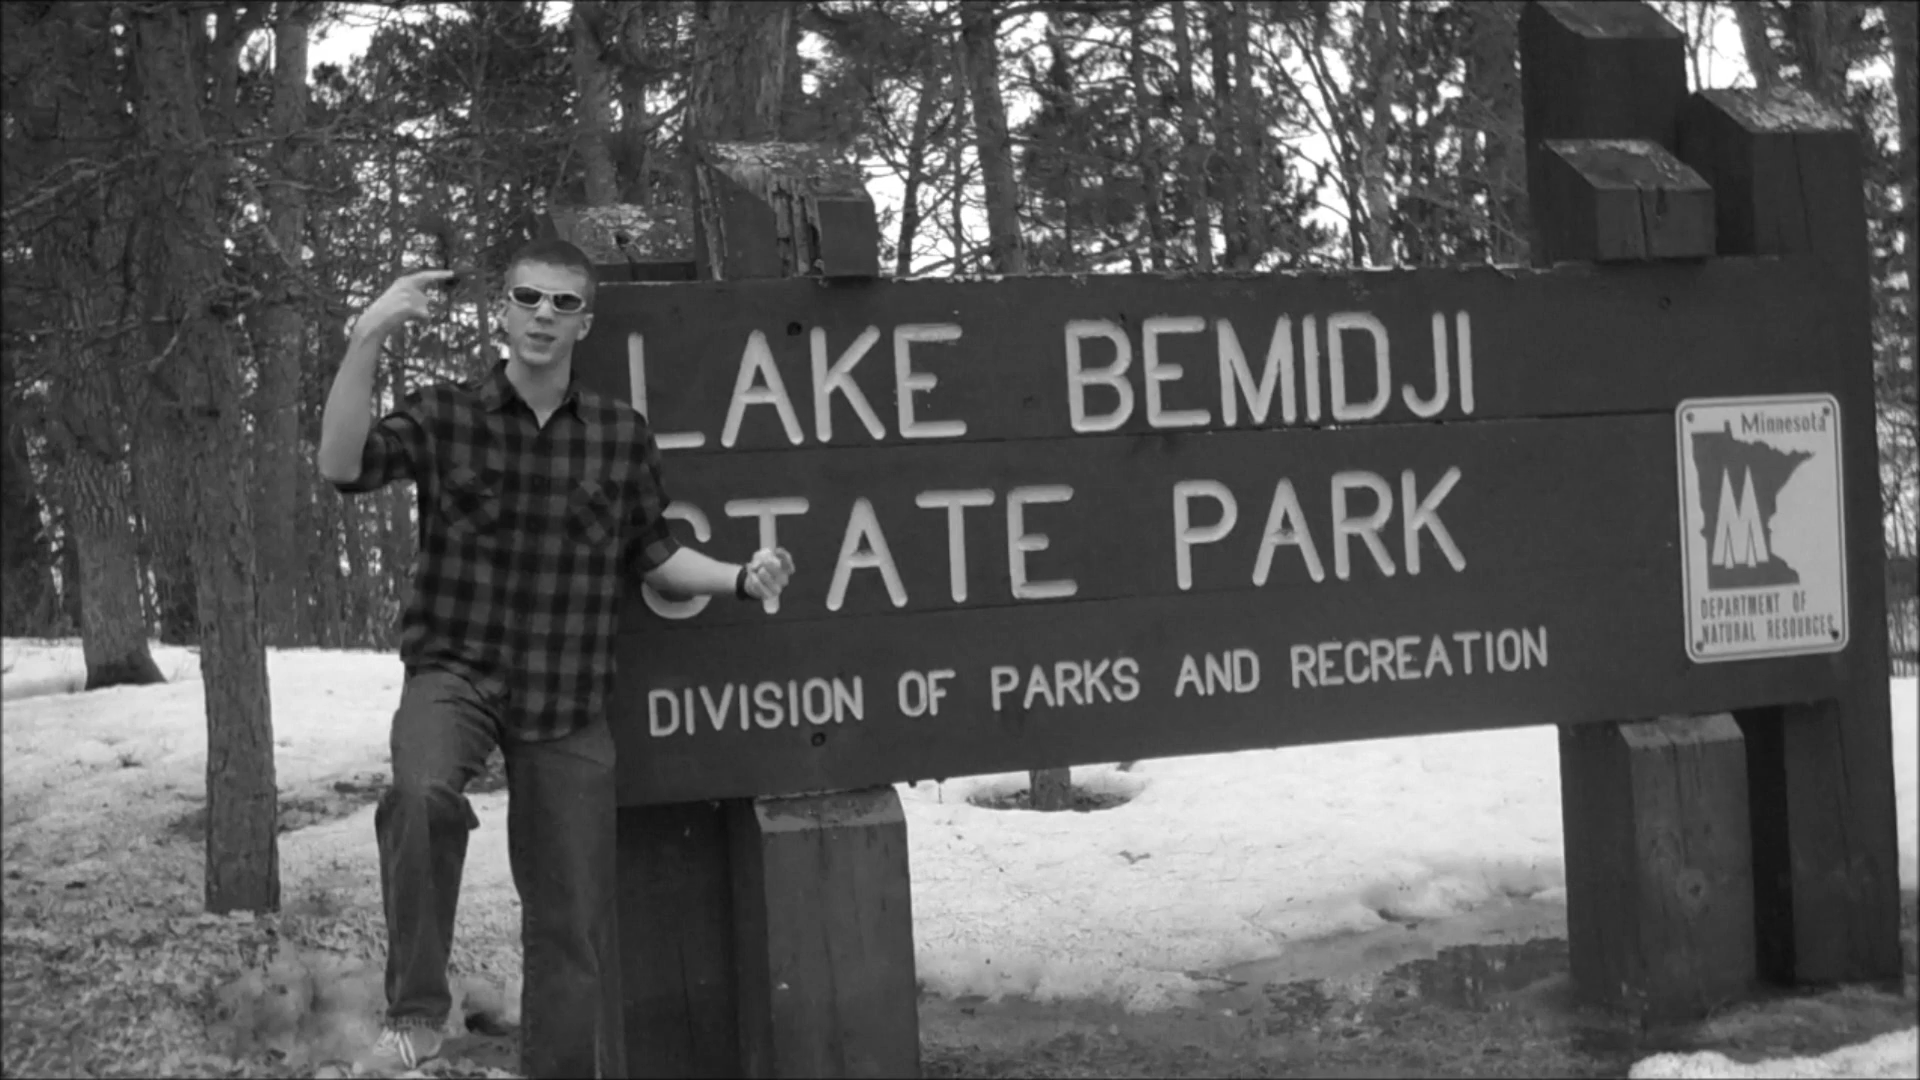 LAKE BEMIDJI
STATE PARK
DIVISION OF PARKS AND RECREATION
Minnesota
M
DEPARTMENT OF
NATURAL RESOURCES